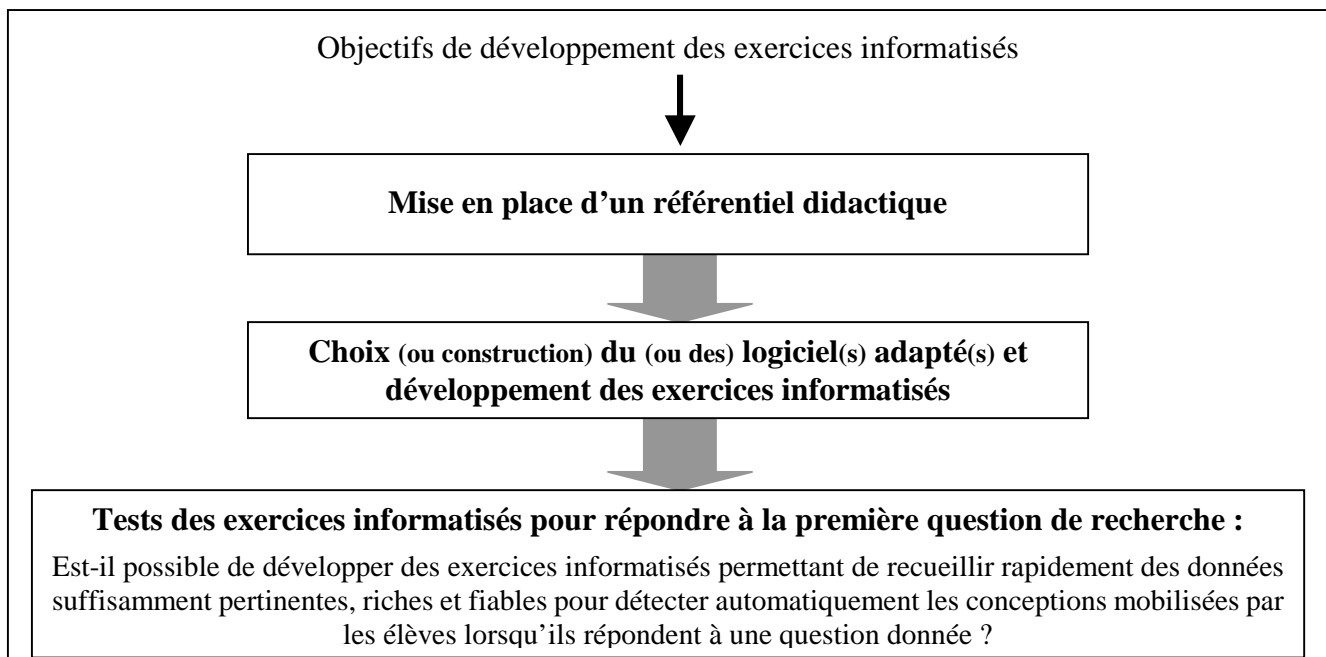 Objectifs de développement des exercices informatisés
Mise en place d’un référentiel didactique
Choix (ou construction) du (ou des) logiciel(s) adapté(s) et
développement des exercices informatisés
Tests des exercices informatisés pour répondre à la première question de recherche :
Est-il possible de développer des exercices informatisés permettant de recueillir rapidement des données
suffisamment pertinentes, riches et fiables pour détecter automatiquement les conceptions mobilisées par
les élèves lorsqu’ils répondent à une question donnée ?